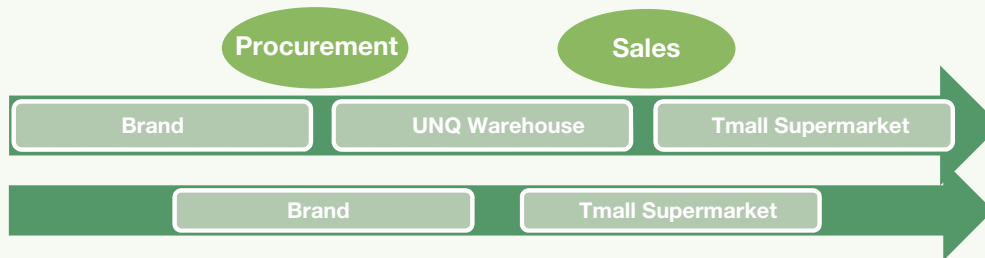 Procurement
Sales
Brand
UNQ Warehouse
Tmall Supermarket
Brand
Tmall Supermarket